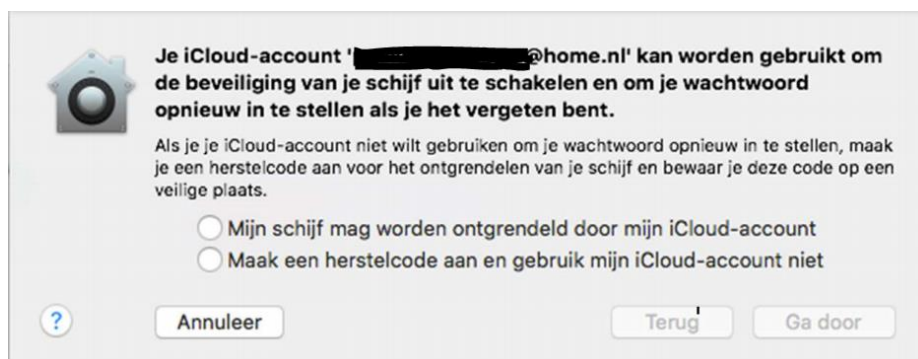 Je iCloud-account ' @home.nl' kan worden gebruikt om
de beveiliging van je schijf uit te schakelen en om je wachtwoord
opnieuw in te stellen als je het vergeten bent.
Als je je iCloud-account niet wilt gebruiken om je wachtwoord opnieuw in te stellen, maak
je een herstelcode aan voor het ontgrendelen van je schijf en bewaar je deze code op een
veilige plaats.
Mijn schijf mag worden ontgrendeld door mijn iCloud-account
Maak een herstelcode aan en gebruik mijn iCloud-account niet
? Annuleer Terug Ga door